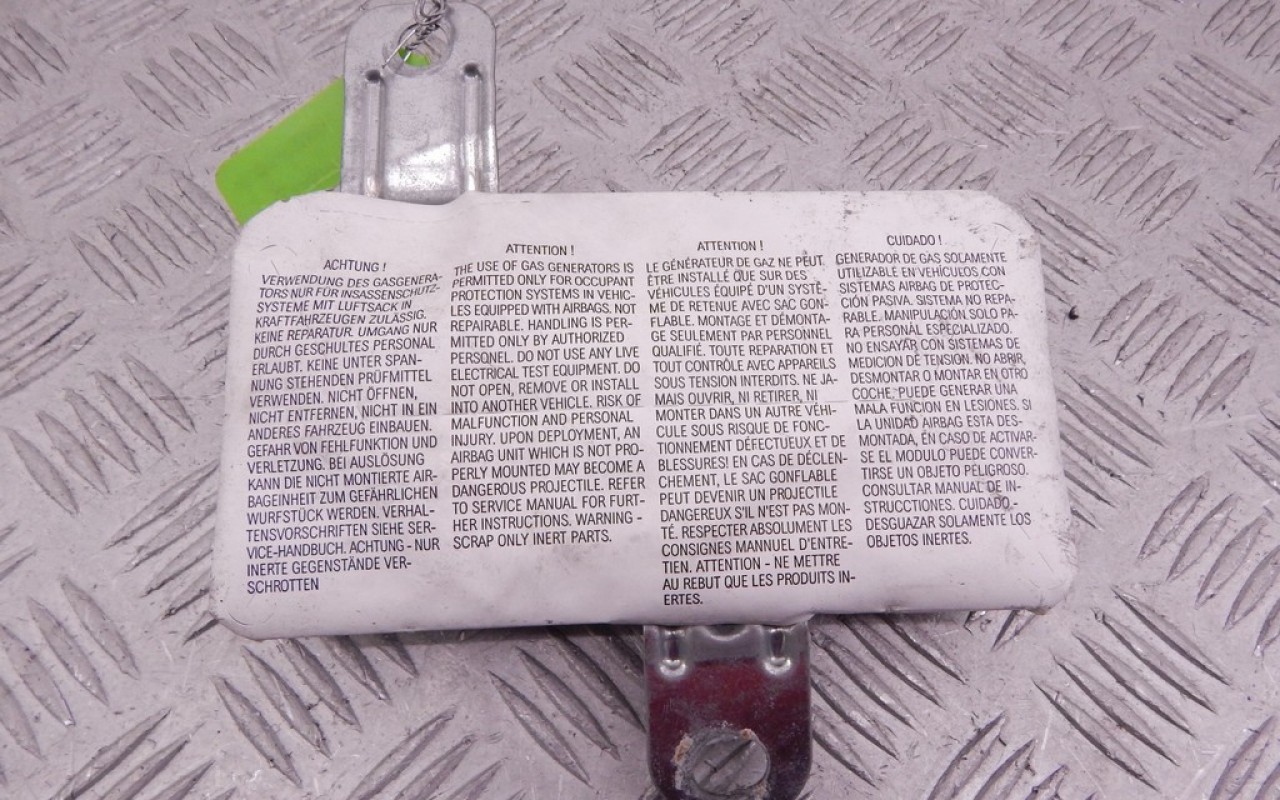 ACHTUNG !
VERWENDUNG DES GASGENERA-
TORS NUR FÜR INSASSENSCHUTZ-
SYSTEME MIT LUFTSACK IN
KRAFTFAHRZEUGEN ZULÄSSIG.
KEINE REPARATUR. UMGANG NUR
DURCH GESCHULTES PERSONAL
ERLAUBT. KEINE UNTER SPAN-
NUNG STEHENDEN PRÜFMITTEL
VERWENDEN. NICHT ÖFFNEN,
NICHT ENTFERNEN, NICHT IN EIN
ANDERES FAHRZEUG EINBAUEN.
GEFAHR VON FEHLFUNKTION UND
VERLETZUNG. BEI AUSLÖSUNG
KANN DIE NICHT MONTIERTE AIR-
BAGEINHEIT ZUM GEFÄHRLICHEN
WURFSTÜCK WERDEN. VERHAL-
TENSVORSCHRIFTEN SIEHE SER-
VICE-HANDBUCH. ACHTUNG - NUR
INERTE GEGENSTÄNDE VER-
SCHROTTEN
ATTENTION !
THE USE OF GAS GENERATORS IS
PERMITTED ONLY FOR OCCUPANT
PROTECTION SYSTEMS IN VEHIC-
LES EQUIPPED WITH AIRBAGS. NOT
REPAIRABLE. HANDLING IS PER-
MITTED ONLY BY AUTHORIZED
PERSONEL. DO NOT USE ANY LIVE
ELECTRICAL TEST EQUIPMENT. DO
NOT OPEN, REMOVE OR INSTALL
INTO ANOTHER VEHICLE. RISK OF
MALFUNCTION AND PERSONAL
INJURY. UPON DEPLOYMENT, AN
AIRBAG UNIT WHICH IS NOT PRO-
PERLY MOUNTED MAY BECOME A
DANGEROUS PROJECTILE. REFER
TO SERVICE MANUAL FOR FURT-
HER INSTRUCTIONS. WARNING -
SCRAP ONLY INERT PARTS.
ATTENTION !
LE GÉNÉRATEUR DE GAZ NE PEUT
ÊTRE INSTALLÉ QUE SUR DES
VÉHICULES ÉQUIPÉ D'UN SYSTÈ-
ME DE RETENUE AVEC SAC GON-
FLABLE. MONTAGE ET DÉMONTA-
GE SEULEMENT PAR PERSONNEL
QUALIFIÉ. TOUTE REPARATION ET
TOUT CONTRÔLE AVEC APPAREILS
SOUS TENSION INTERDITS. NE JA-
MAIS OUVRIR, NI RETIRER, NI
MONTER DANS UN AUTRE VÉHI-
CULE SOUS RISQUE DE FONC-
TIONNEMENT DÉFECTUEUX ET DE
BLESSURES! EN CAS DE DÉCLEN-
CHEMENT, LE SAC GONFLABLE
PEUT DEVENIR UN PROJECTILE
DANGEREUX S'IL N'EST PAS MON-
TÉ. RESPECTER ABSOLUMENT LES
CONSIGNES MANNUEL D'ENTRE-
TIEN. ATTENTION - NE METTRE
AU REBUT QUE LES PRODUITS IN-
ERTES.
CUIDADO !
GENERADOR DE GAS SOLAMENTE
UTILIZABLE EN VEHÍCULOS CON
SISTEMAS AIRBAG DE PROTEC-
CIÓN PASIVA. SISTEMA NO REPA-
RABLE. MANIPULACIÓN SOLO PA-
RA PERSONAL ESPECIALIZADO.
NO ENSAYAR CON SISTEMAS DE
MEDICION DE TENSION. NO ABRIR,
DESMONTAR O MONTAR EN OTRO
COCHE. PUEDE GENERAR UNA
MALA FUNCION EN LESIONES. SI
LA UNIDAD AIRBAG ESTA DES-
MONTADA, EN CASO DE ACTIVAR-
SE EL MODULO PUEDE CONVER-
TIRSE UN OBJETO PELIGROSO.
CONSULTAR MANUAL DE IN-
STRUCCTIONES. CUIDADO -
DESGUAZAR SOLAMENTE LOS
OBJETOS INERTES.